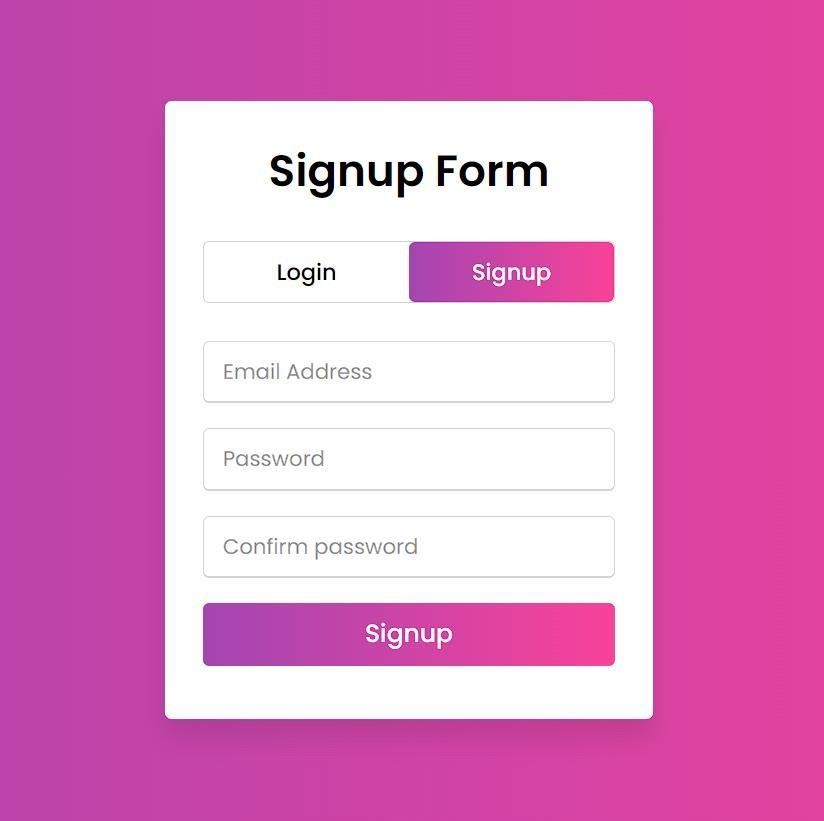 Signup Form
Login Signup
Email Address
Password
Confirm password
Signup